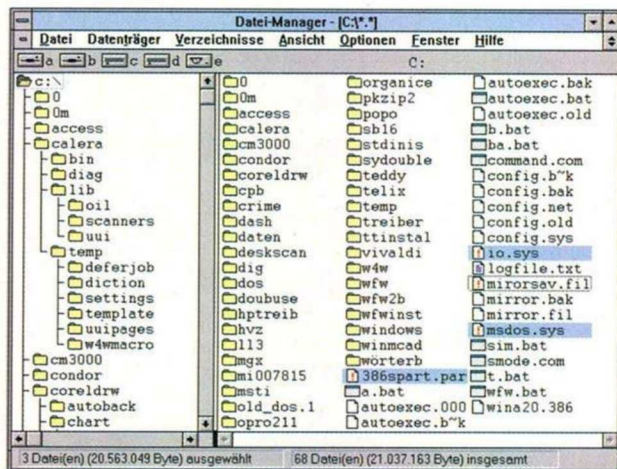 Datei-Manager - [C:\*.*]
Datei Datenträger Verzeichnisse Ansicht Optionen Fenster Hilfe
a b c d e C:
c:\
0
0m
access
calera
bin
diag
lib
oil
scanners
uui
temp
deferjob
diction
settings
template
uuipages
w4wmacro
cm3000
condor
coreldrw
autoback
chart
0
0m
access
calera
cm3000
condor
coreldrw
cpb
crime
dash
daten
deskscan
dig
dos
doubuse
hptreib
hvz
l13
mgx
mi007815
msti
old_dos.1
opro211
organice
pkzip2
popo
sb16
stdinis
sydouble
teddy
telix
temp
treiber
ttinstal
vivaldi
w4w
wfw
wfw2b
wfwinst
windows
winmcad
wörterb
386spart.par
a.bat
autoexec.000
autoexec.b~k
autoexec.bak
autoexec.bat
autoexec.old
b.bat
ba.bat
command.com
config.b~k
config.bak
config.net
config.old
config.sys
io.sys
logfile.txt
mirorsav.fil
mirror.bak
mirror.fil
msdos.sys
sim.bat
smode.com
t.bat
wfw.bat
wina20.386
3 Datei(en) (20.563.049 Byte) ausgewählt
68 Datei(en) (21.037.163 Byte) insgesamt